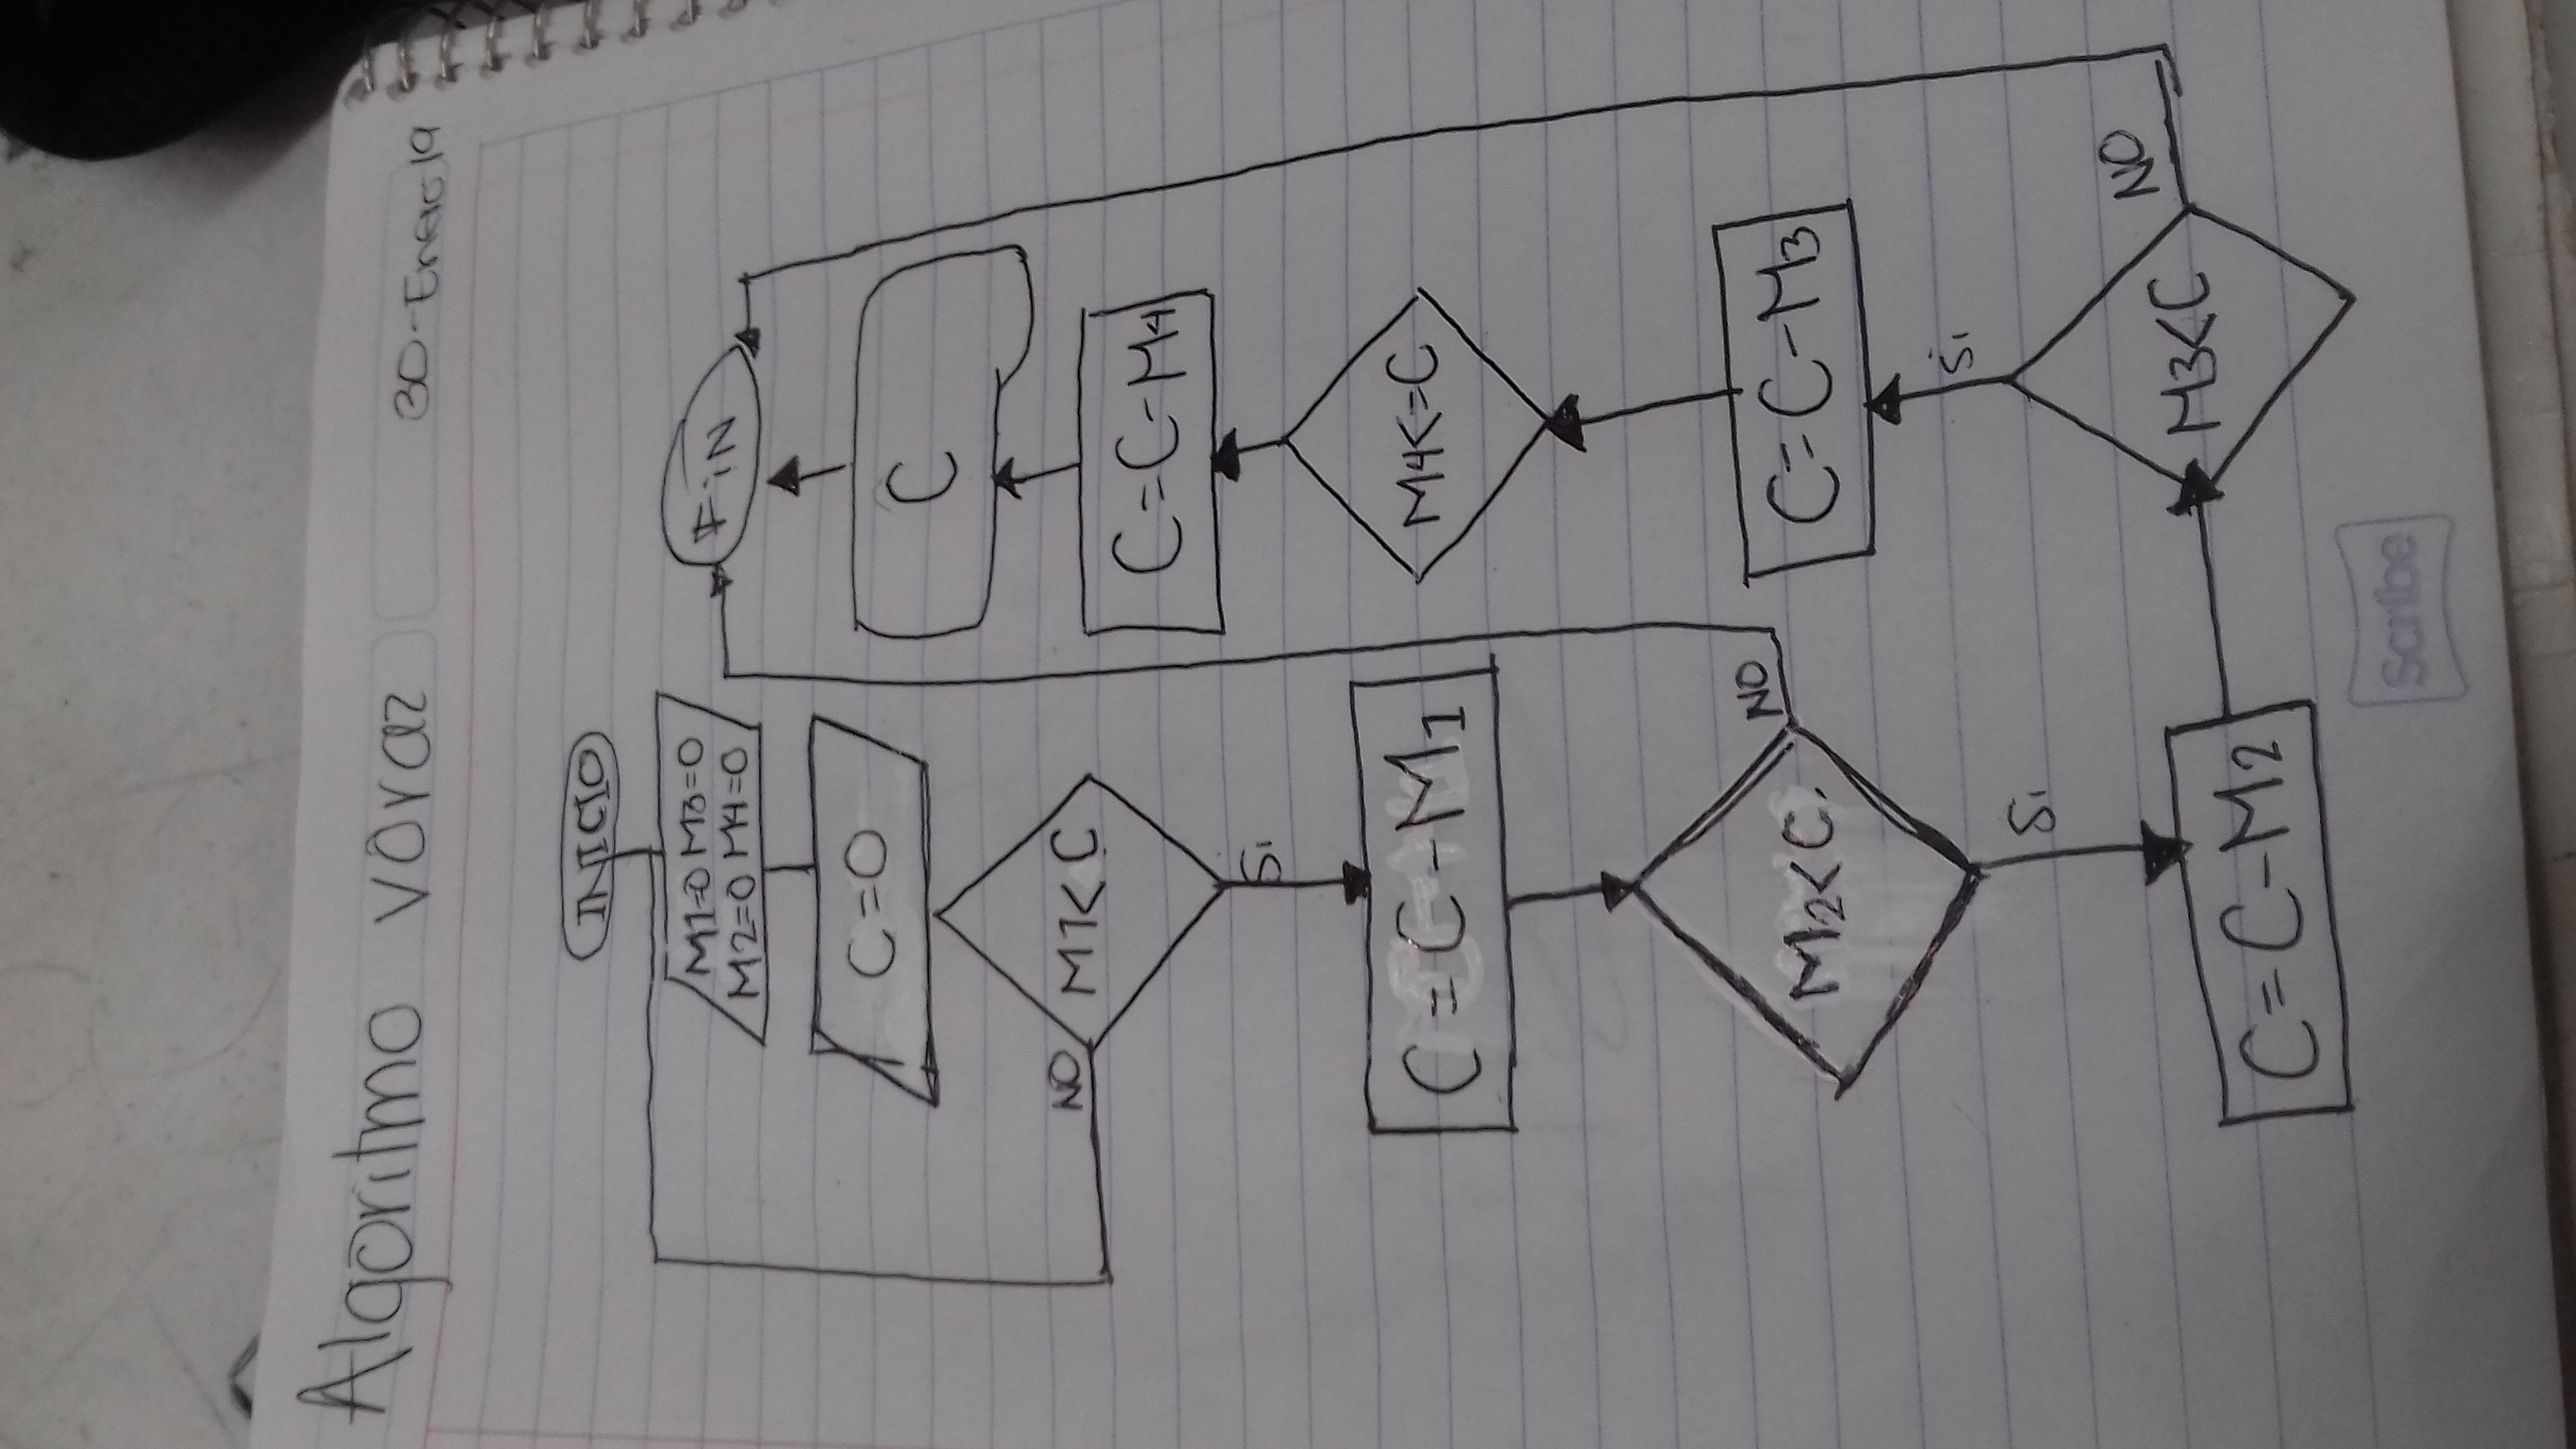 Algoritmo voraz
30-Enero 19
INICIO
M1=0 M3=0
M2=0 M4=0
C=0
M1<C
NO
Si
C=C-M1
M2<C.
NO
Si
C=C-M2
M3<C
NO
Si
C=C-M3
M4<=C
C=C-M4
C
FiN
Scribe